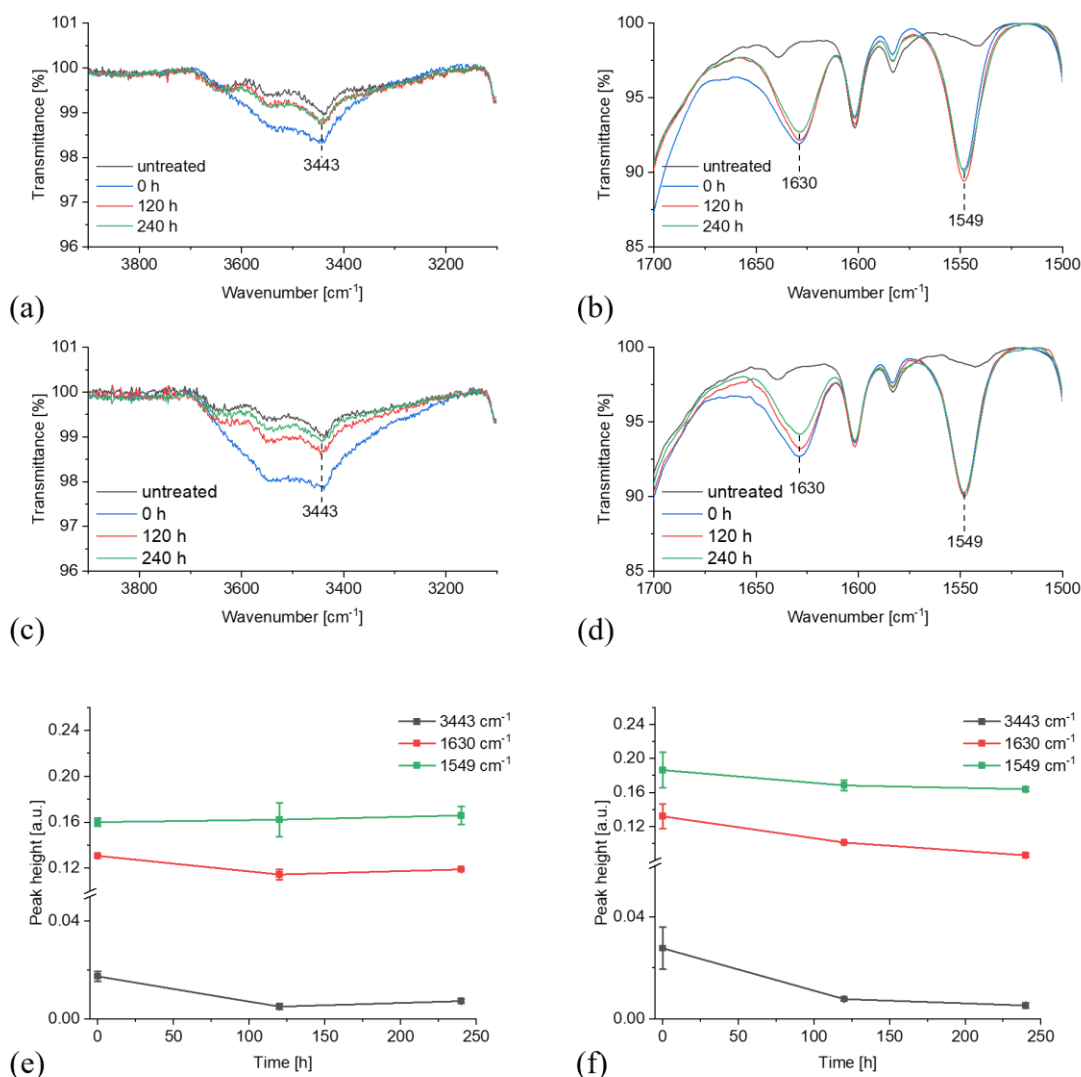 101
100
99
98
97
96
Transmittance [%]
untreated
0 h
120 h
240 h
3443
3800 3600 3400 3200
Wavenumber [cm⁻¹]
(a)
100
95
90
85
Transmittance [%]
untreated
0 h
120 h
240 h
1630
1549
1700 1650 1600 1550 1500
Wavenumber [cm⁻¹]
(b)
101
100
99
98
97
96
Transmittance [%]
untreated
0 h
120 h
240 h
3443
3800 3600 3400 3200
Wavenumber [cm⁻¹]
(c)
100
95
90
85
Transmittance [%]
untreated
0 h
120 h
240 h
1630
1549
1700 1650 1600 1550 1500
Wavenumber [cm⁻¹]
(d)
0.24
0.20
0.16
0.12
0.04
0.00
Peak height [a.u.]
3443 cm⁻¹
1630 cm⁻¹
1549 cm⁻¹
0 50 100 150 200 250
Time [h]
(e)
0.24
0.20
0.16
0.12
0.04
0.00
Peak height [a.u.]
3443 cm⁻¹
1630 cm⁻¹
1549 cm⁻¹
0 50 100 150 200 250
Time [h]
(f)